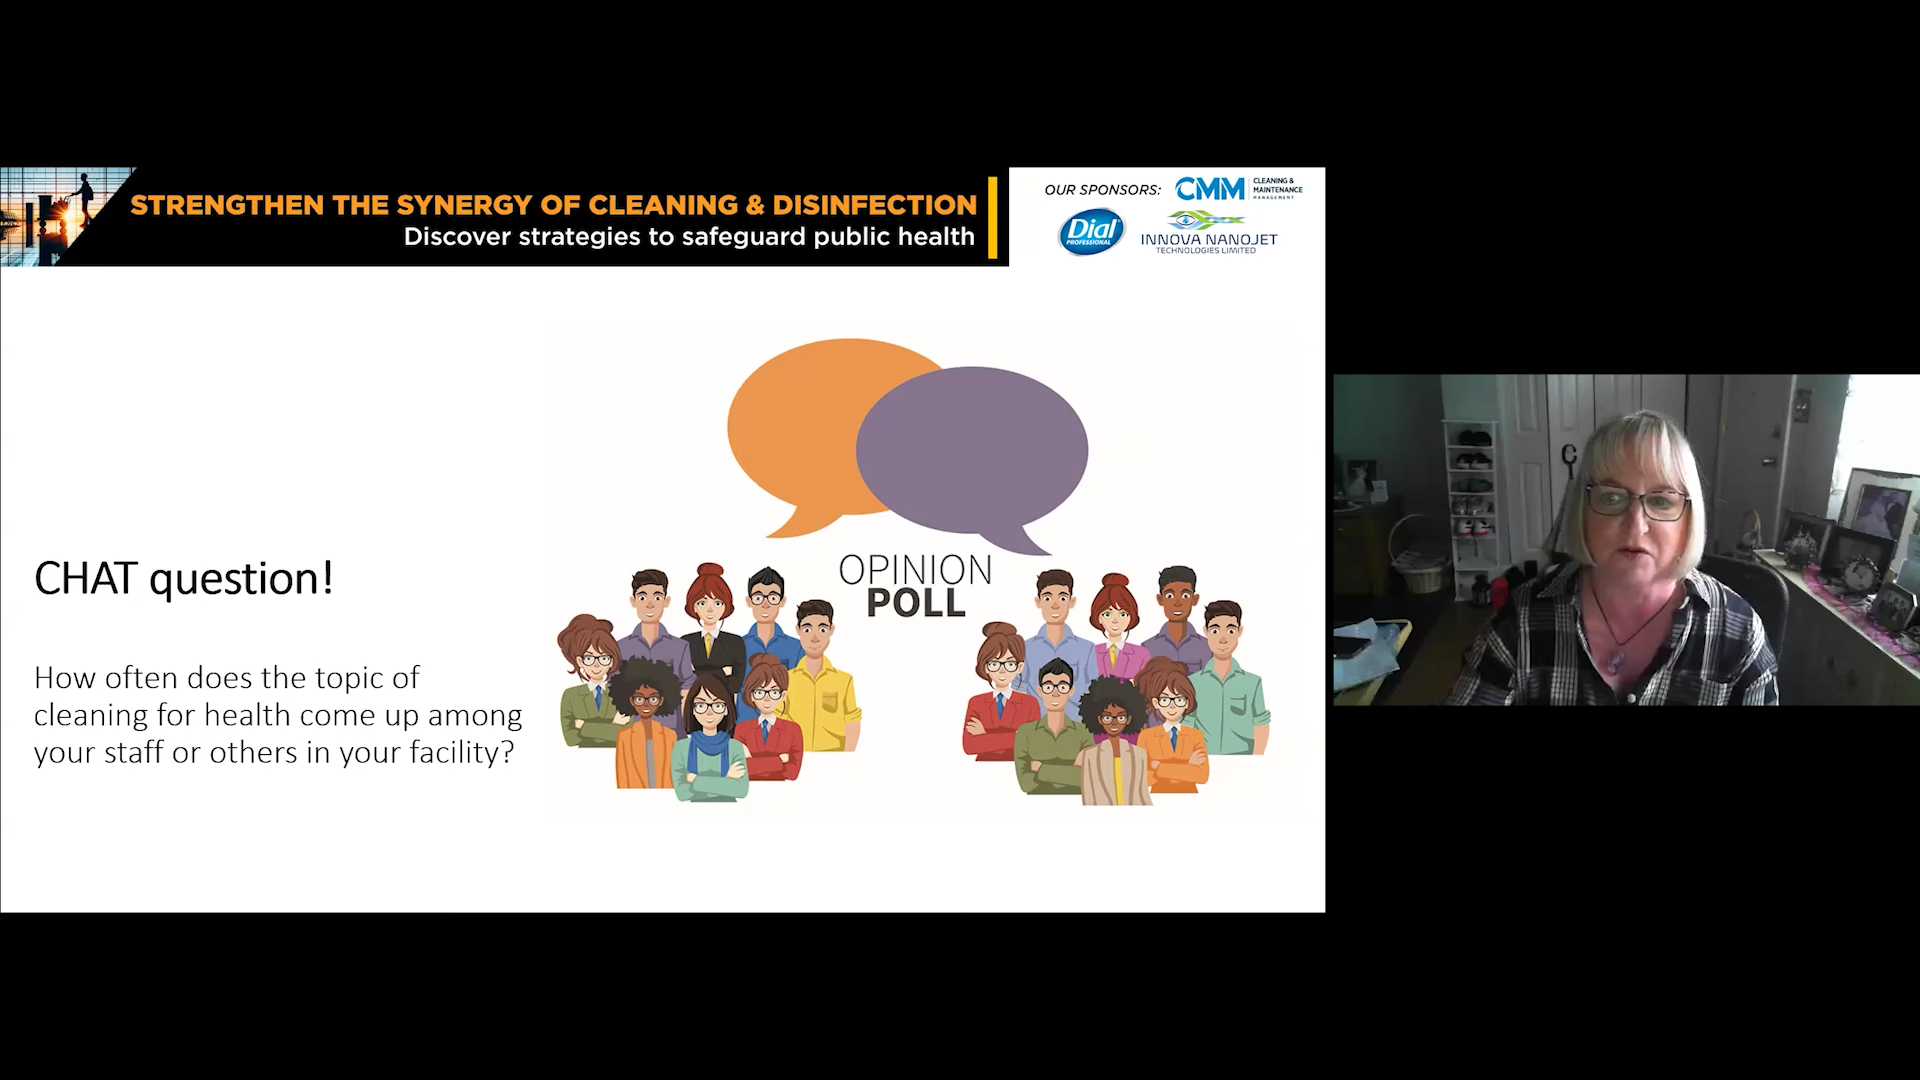 STRENGTHEN THE SYNERGY OF CLEANING & DISINFECTION
Discover strategies to safeguard public health
OUR SPONSORS:
CMM
CLEANING &
MAINTENANCE
MANAGEMENT
Dial
PROFESSIONAL
INNOVA NANOJET
TECHNOLOGIES LIMITED
OPINION
POLL
CHAT question!
How often does the topic of
cleaning for health come up among
your staff or others in your facility?